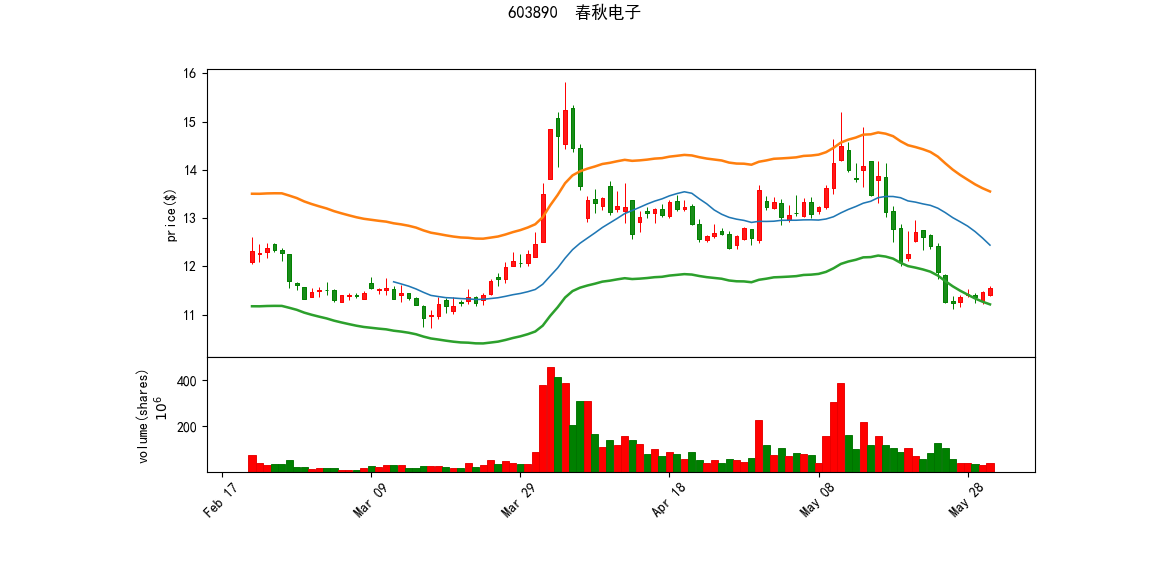 603890 春秋电子
price($)
16
15
14
13
12
11
volume(shares)
10^6
400
200
Feb 17
Mar 09
Mar 29
Apr 18
May 08
May 28